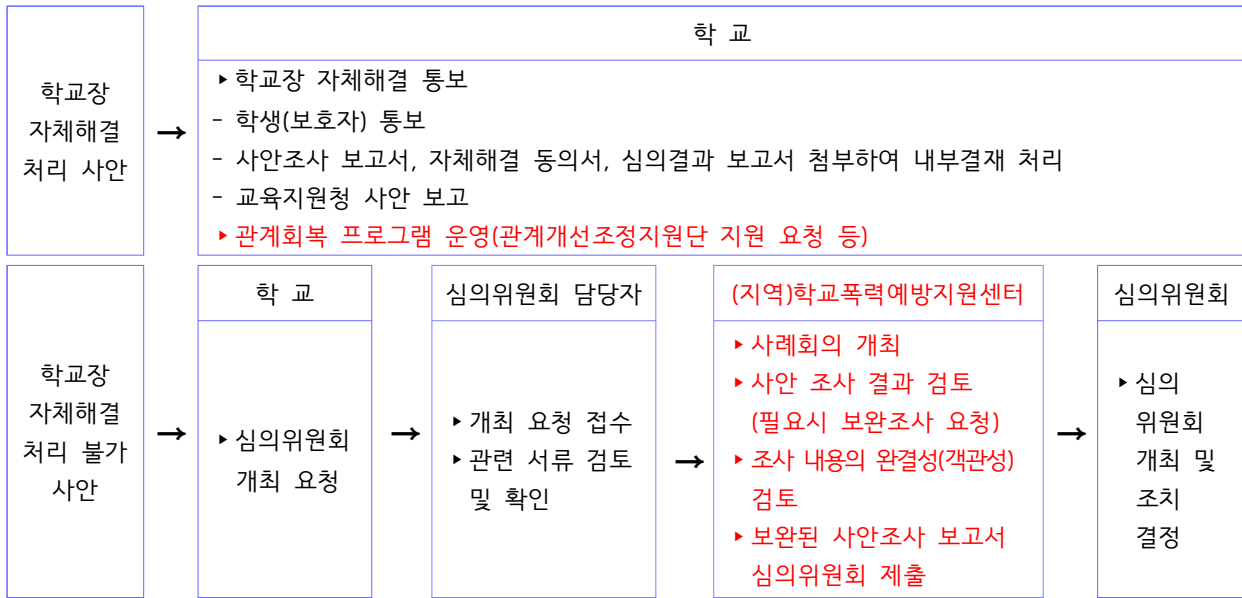 학교장
자체해결
처리 사안
→
학 교
▸학교장 자체해결 통보
- 학생(보호자) 통보
- 사안조사 보고서, 자체해결 동의서, 심의결과 보고서 첨부하여 내부결재 처리
- 교육지원청 사안 보고
▸관계회복 프로그램 운영(관계개선조정지원단 지원 요청 등)
학교장
자체해결
처리 불가
사안
→
학 교
▸심의위원회
개최 요청
→
심의위원회 담당자
▸개최 요청 접수
▸관련 서류 검토
및 확인
→
(지역)학교폭력예방지원센터
▸사례회의 개최
▸사안 조사 결과 검토
(필요시 보완조사 요청)
▸조사 내용의 완결성(객관성)
검토
▸보완된 사안조사 보고서
심의위원회 제출
→
심의위원회
▸심의
위원회
개최 및
조치
결정